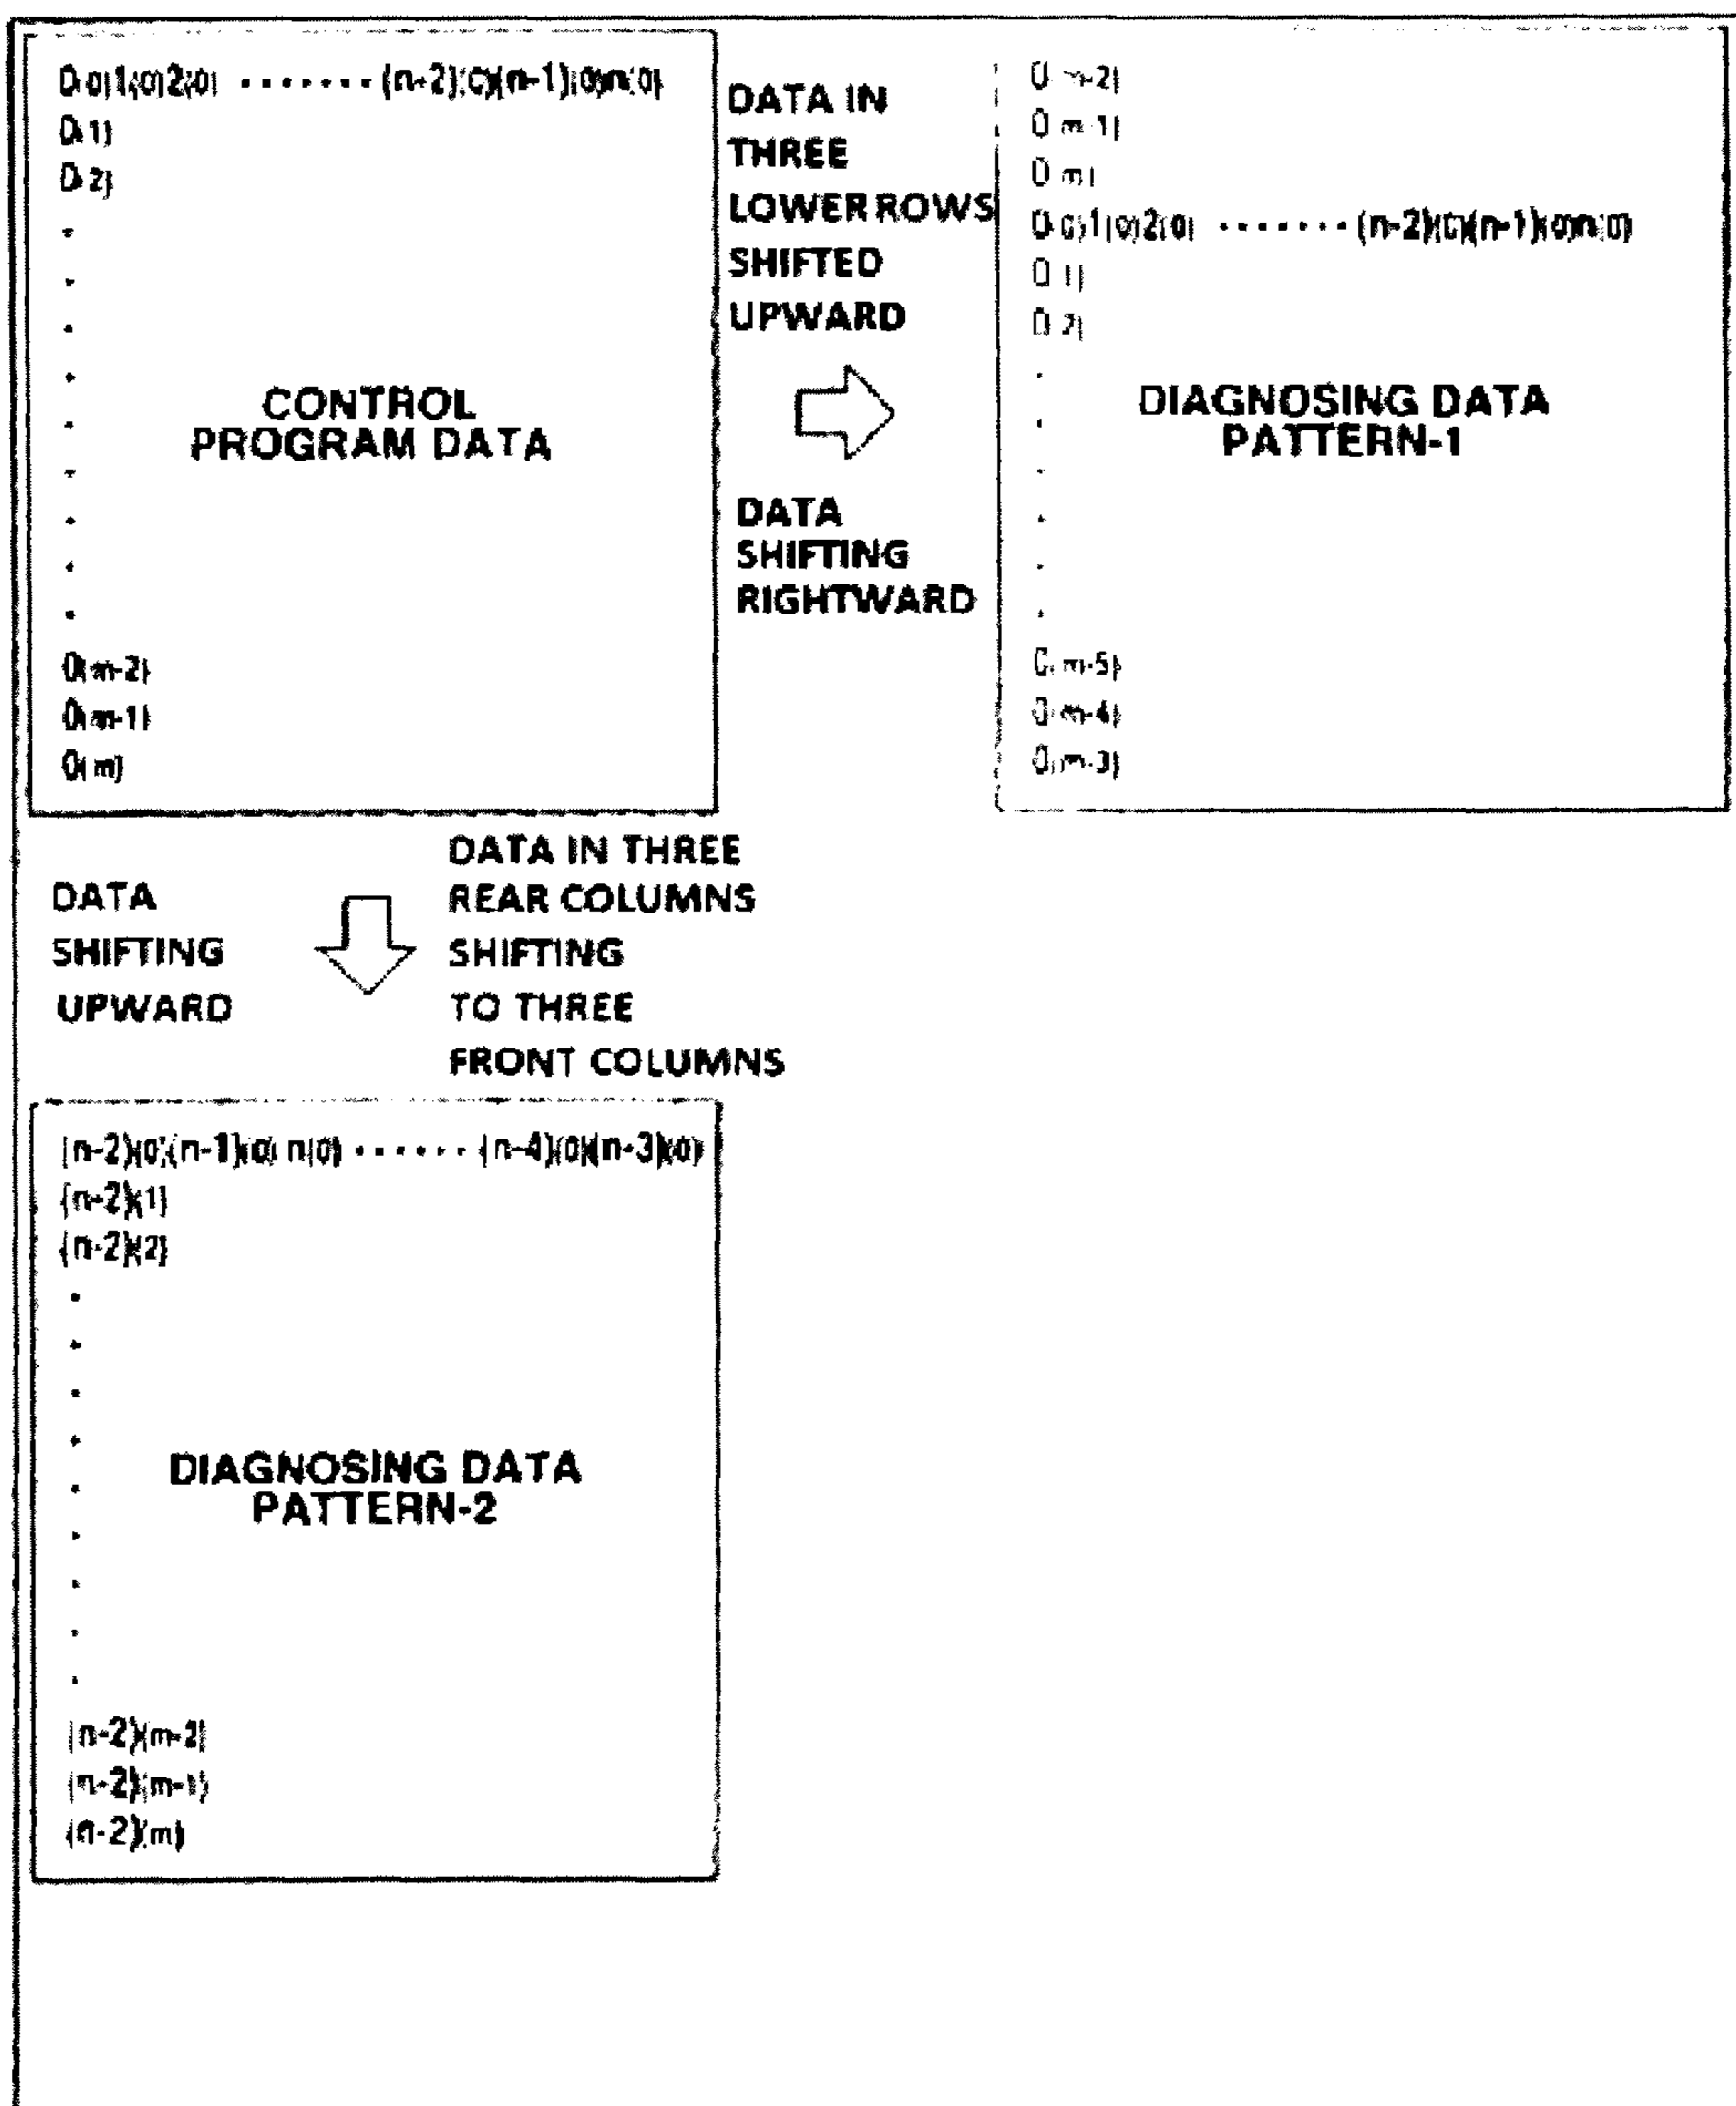 0(0)1(0)2(0) ·······(n-2)(0)(n-1)(0)n(0)
0(1)
0(2)
CONTROL
PROGRAM DATA
0(m-2)
0(m-1)
0(m)
DATA IN
THREE
LOWER ROWS
SHIFTED
UPWARD
DATA
SHIFTING
RIGHTWARD
0(m-2)
0(m-1)
0(m)
0(0)1(0)2(0) ·······(n-2)(0)(n-1)(0)n(0)
0(1)
0(2)
DIAGNOSING DATA
PATTERN-1
0(m-5)
0(m-4)
0(m-3)
DATA
SHIFTING
UPWARD
DATA IN THREE
REAR COLUMNS
SHIFTING
TO THREE
FRONT COLUMNS
(n-2)(0)(n-1)(0) n(0) ······(n-4)(0)(n-3)(0)
(n-2)(1)
(n-2)(2)
DIAGNOSING DATA
PATTERN-2
(n-2)(m-2)
(n-2)(m-1)
(n-2)(m)